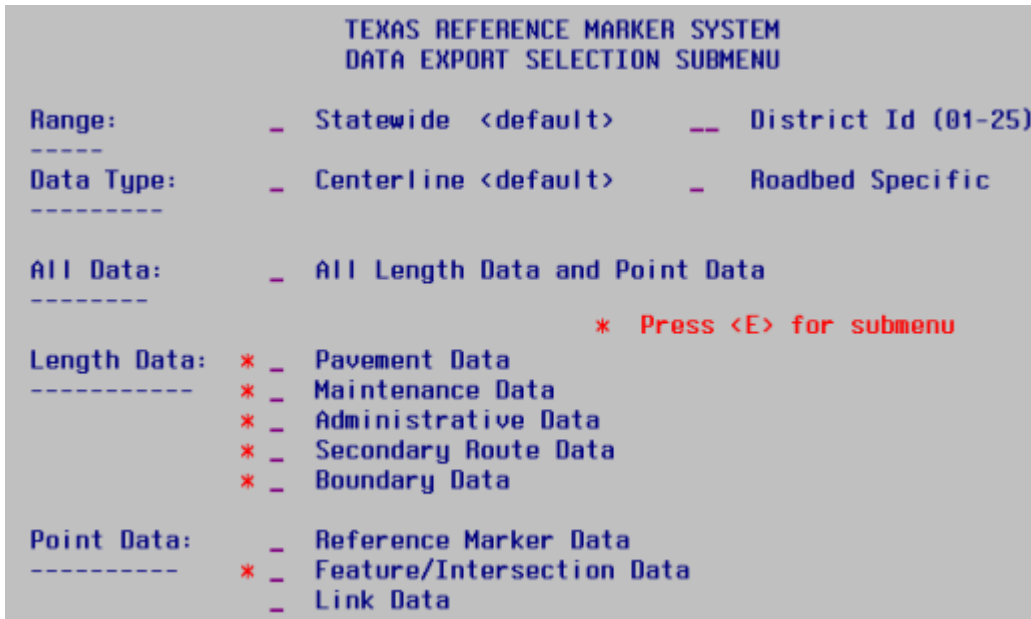 TEXAS REFERENCE MARKER SYSTEM
DATA EXPORT SELECTION SUBMENU
Range: _ Statewide <default> __ District Id (01-25)
-----
Data Type: _ Centerline <default> _ Roadbed Specific
---------
All Data: _ All Length Data and Point Data
--------
* Press <E> for submenu
Length Data: * _ Pavement Data
----------- * _ Maintenance Data
* _ Administrative Data
* _ Secondary Route Data
* _ Boundary Data
Point Data: _ Reference Marker Data
---------- * _ Feature/Intersection Data
_ Link Data